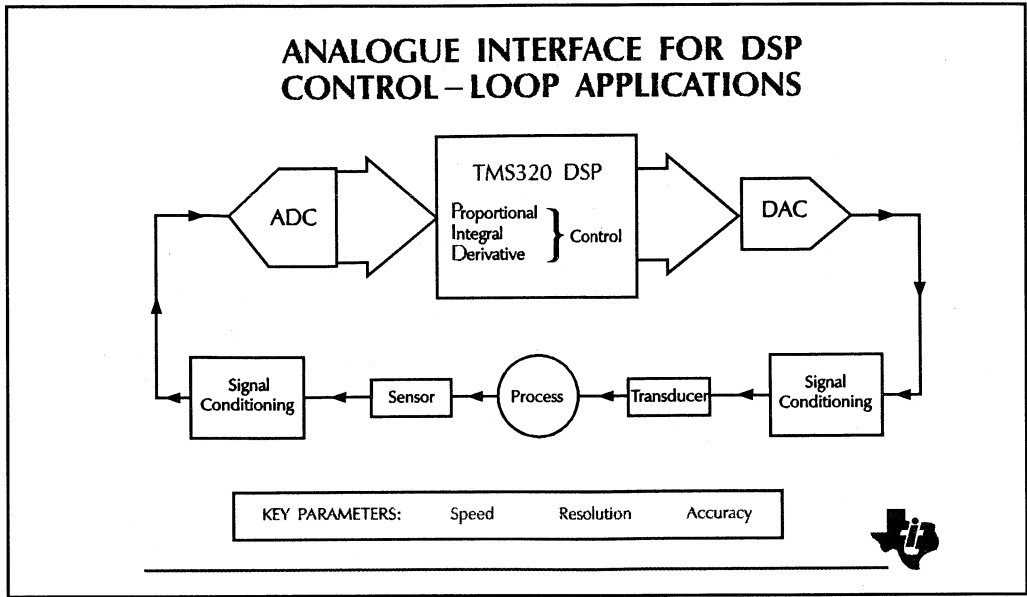 ANALOGUE INTERFACE FOR DSP
CONTROL – LOOP APPLICATIONS
ADC
TMS320 DSP
Proportional
Integral
Derivative
Control
DAC
Signal
Conditioning
Sensor
Process
Transducer
Signal
Conditioning
KEY PARAMETERS: Speed Resolution Accuracy